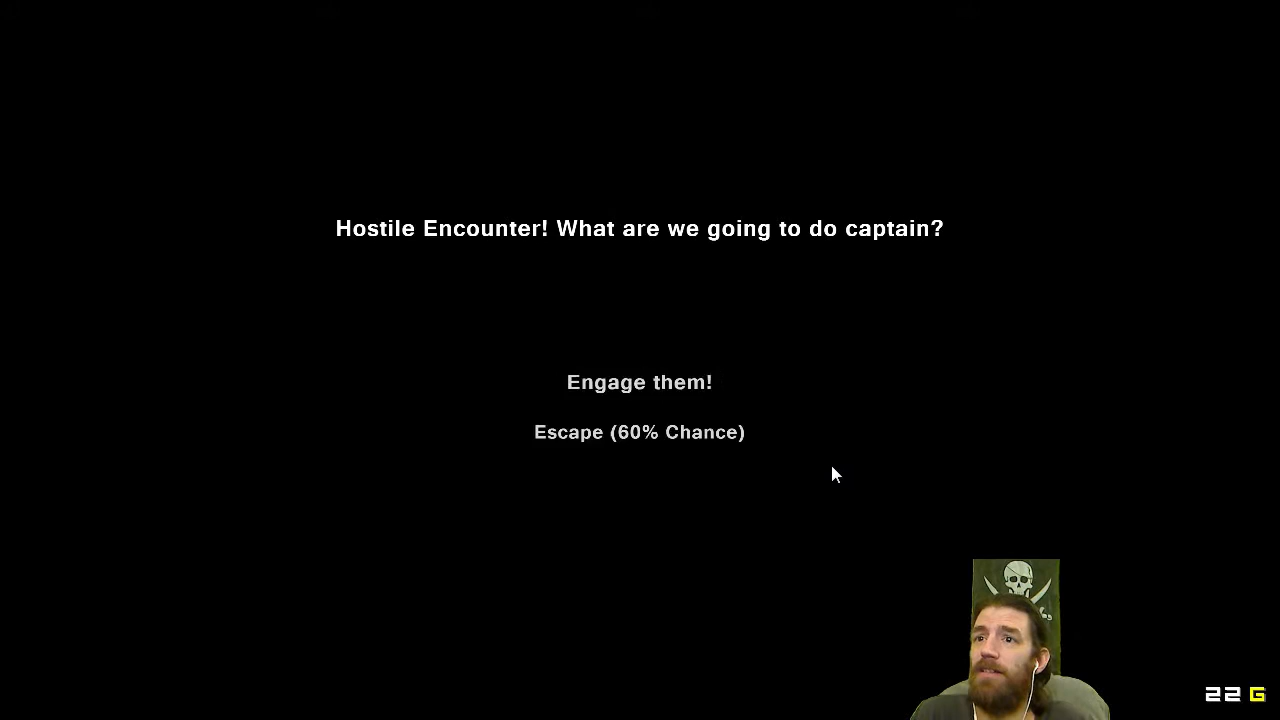 Hostile Encounter! What are we going to do captain?
Engage them!
Escape (60% Chance)
22 G